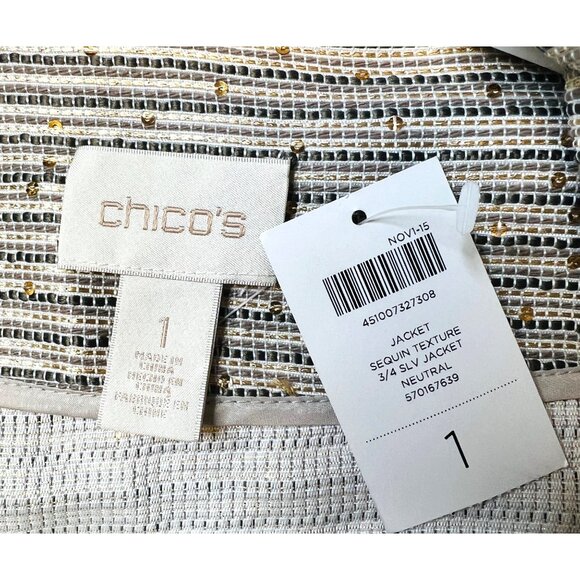 chico's
1
MADE IN
CHINA
HECHO EN
CHINA
FABRIQUE EN
CHINE
NOV1-15
451007327308
JACKET
SEQUIN TEXTURE
3/4 SLV JACKET
NEUTRAL
570167639
1